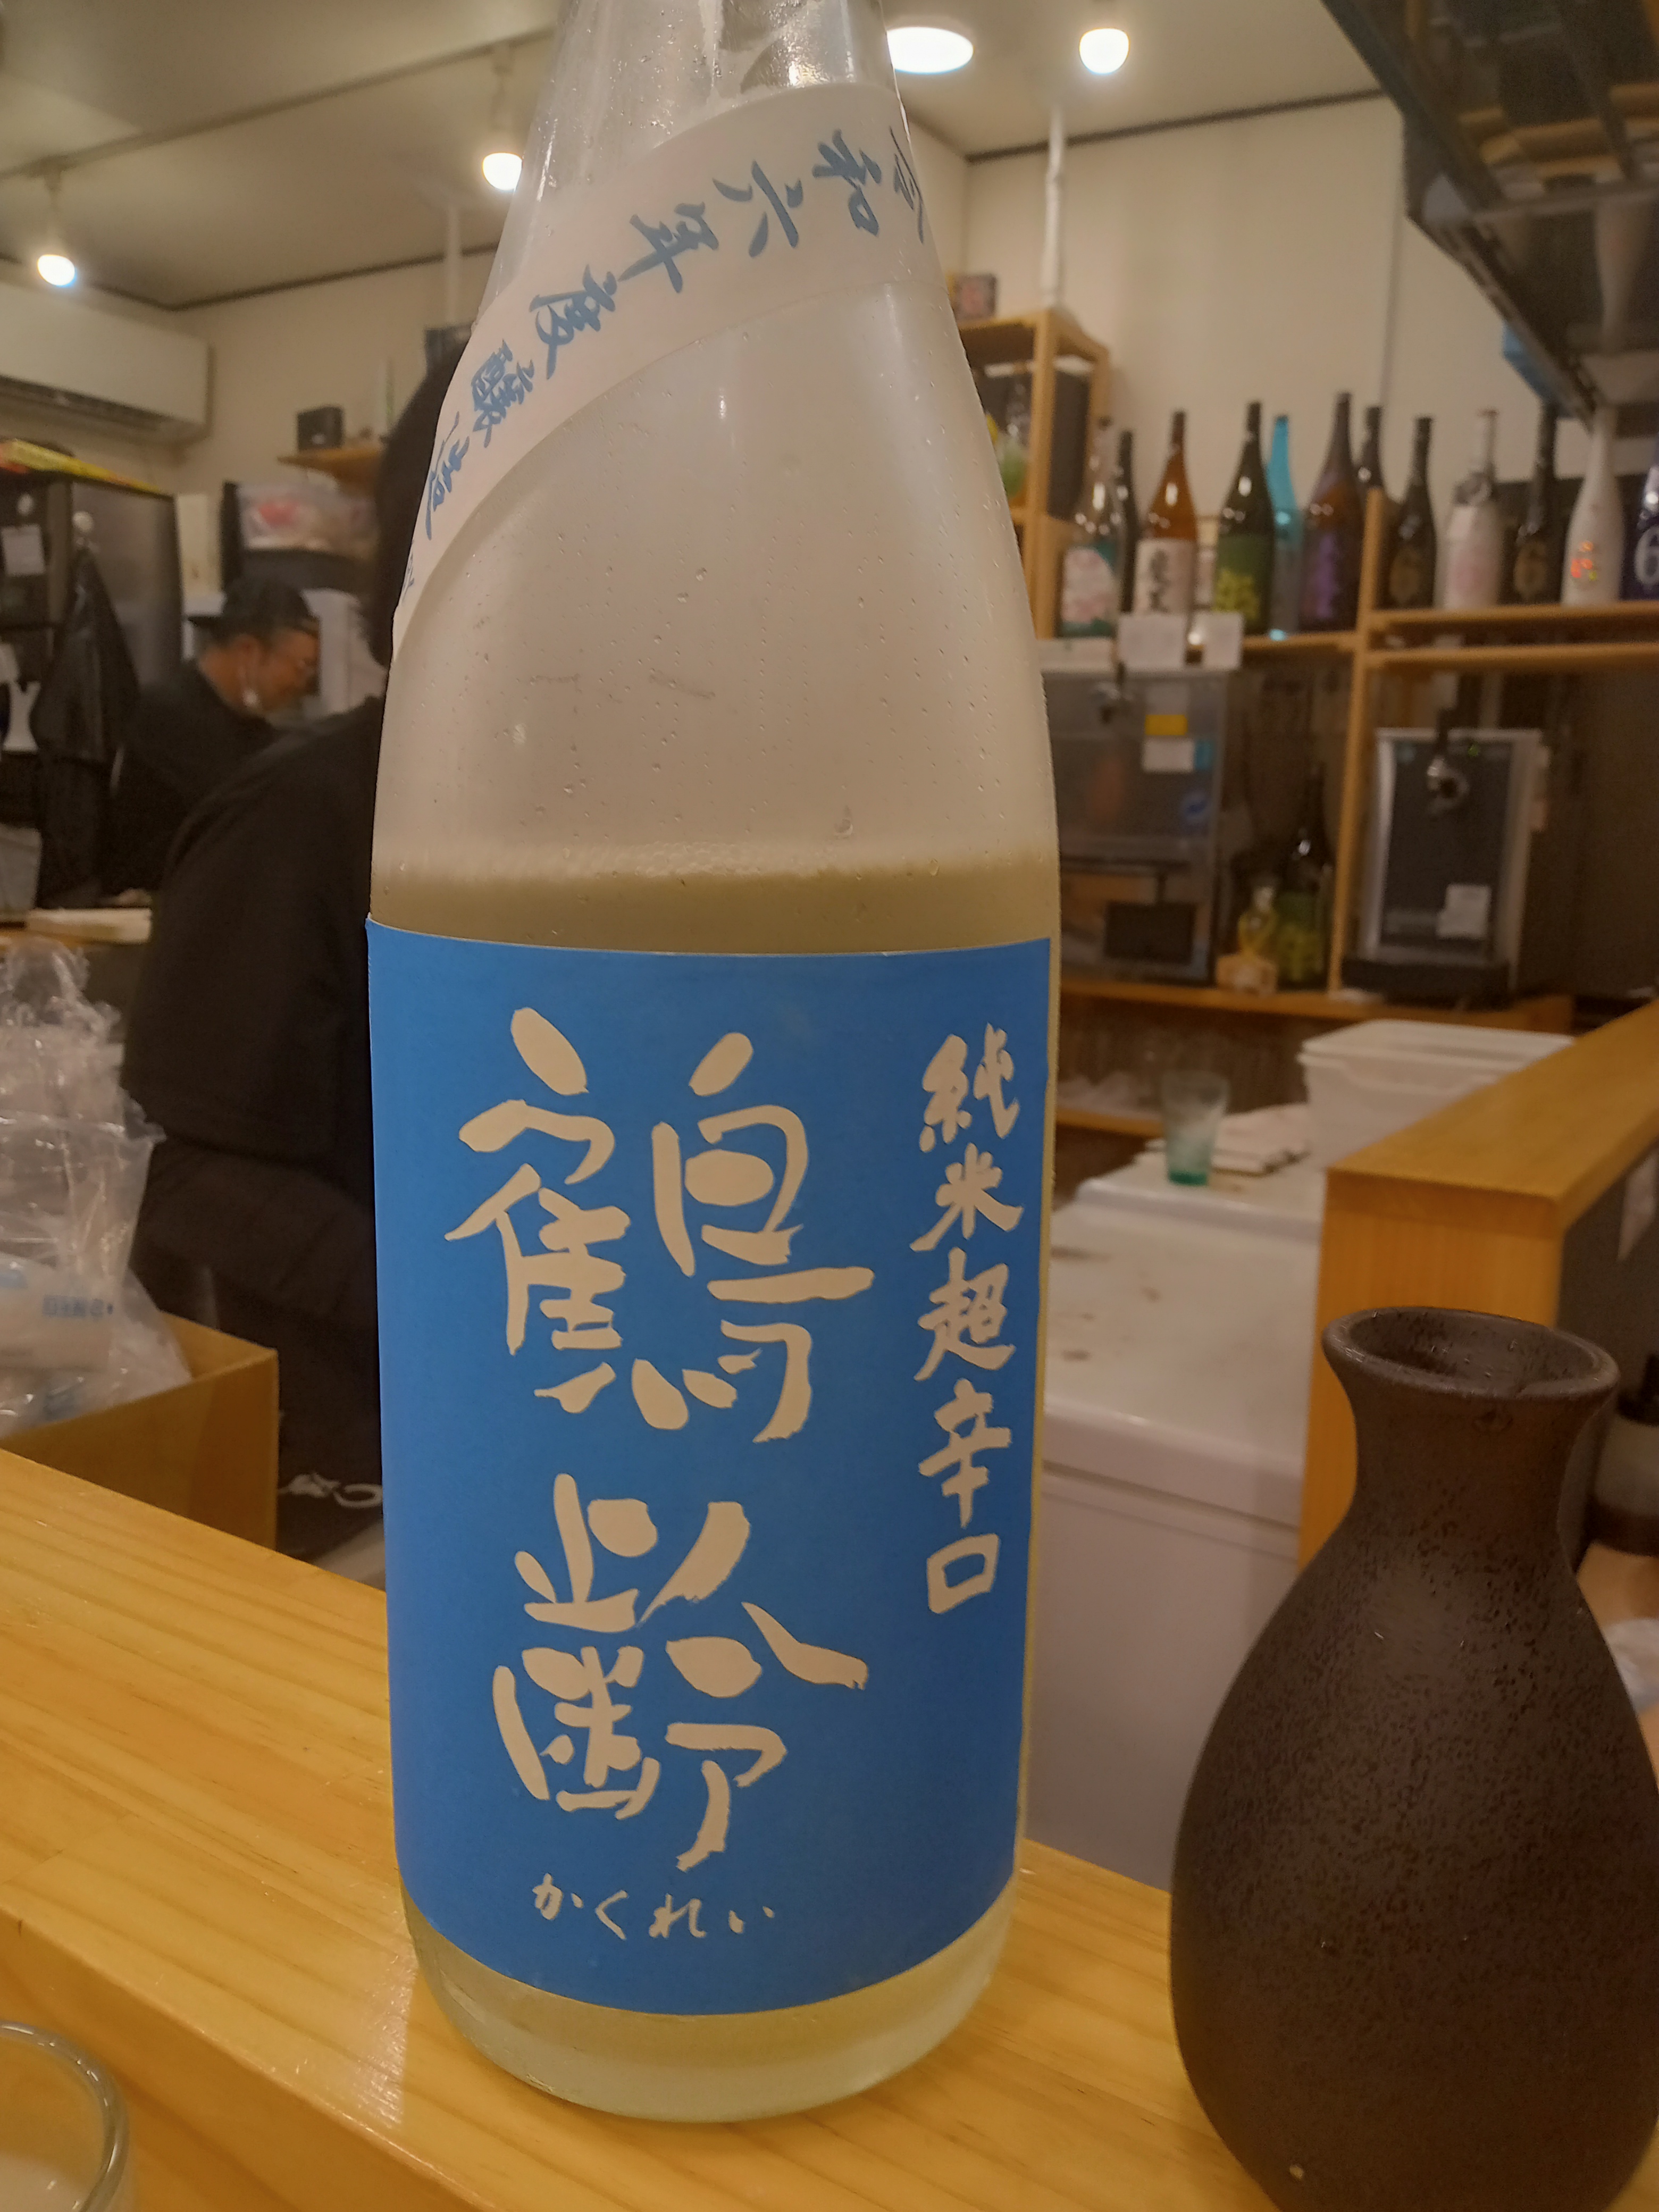 令和六年度醸造
純米超辛口
鶴齢
かくれい